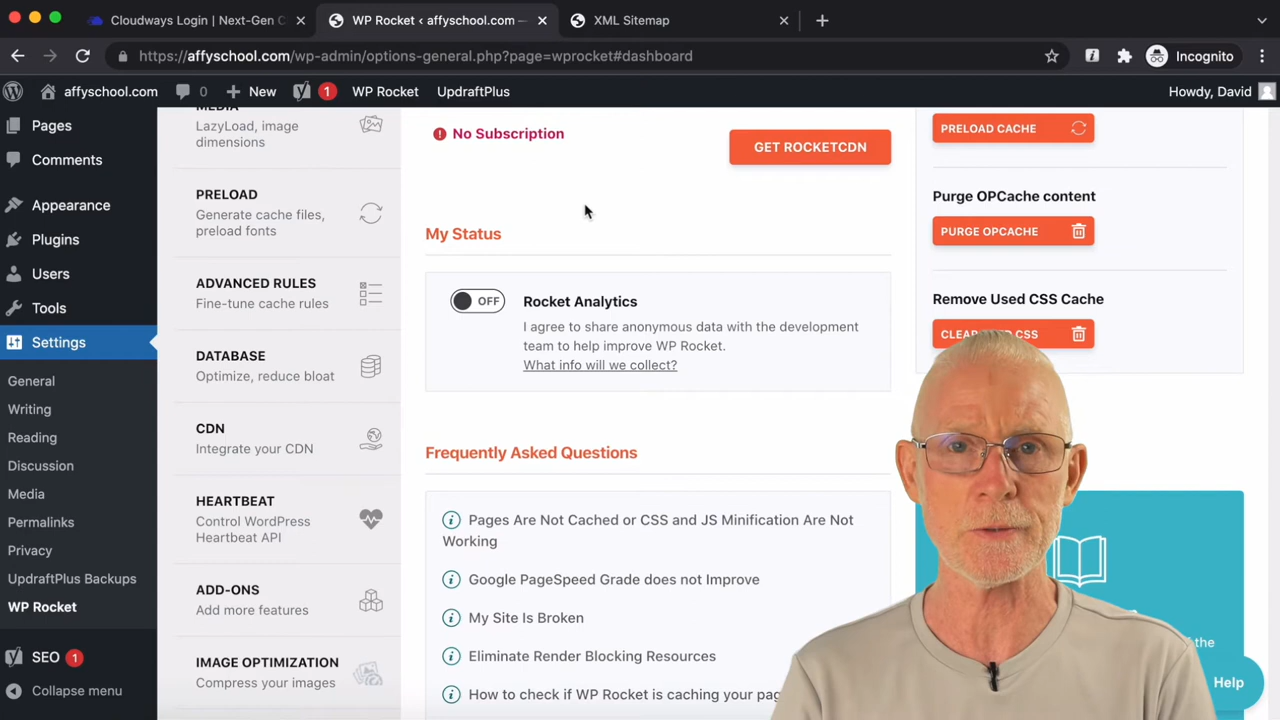 Cloudways Login | Next-Gen C
WP Rocket ‹ affyschool.com —
XML Sitemap
https://affyschool.com/wp-admin/options-general.php?page=wprocket#dashboard
Incognito
affyschool.com
0
New
1
WP Rocket
UpdraftPlus
Howdy, David
Pages
Comments
Appearance
Plugins
Users
Tools
Settings
General
Writing
Reading
Discussion
Media
Permalinks
Privacy
UpdraftPlus Backups
WP Rocket
SEO 1
Collapse menu
MEDIA
LazyLoad, image
dimensions
PRELOAD
Generate cache files,
preload fonts
ADVANCED RULES
Fine-tune cache rules
DATABASE
Optimize, reduce bloat
CDN
Integrate your CDN
HEARTBEAT
Control WordPress
Heartbeat API
ADD-ONS
Add more features
IMAGE OPTIMIZATION
Compress your images
No Subscription
GET ROCKETCDN
My Status
OFF
Rocket Analytics
I agree to share anonymous data with the development
team to help improve WP Rocket.
What info will we collect?
Frequently Asked Questions
Pages Are Not Cached or CSS and JS Minification Are Not
Working
Google PageSpeed Grade does not Improve
My Site Is Broken
Eliminate Render Blocking Resources
How to check if WP Rocket is caching your pag
PRELOAD CACHE
Purge OPCache content
PURGE OPCACHE
Remove Used CSS Cache
CLEAR USED CSS
f the
Help